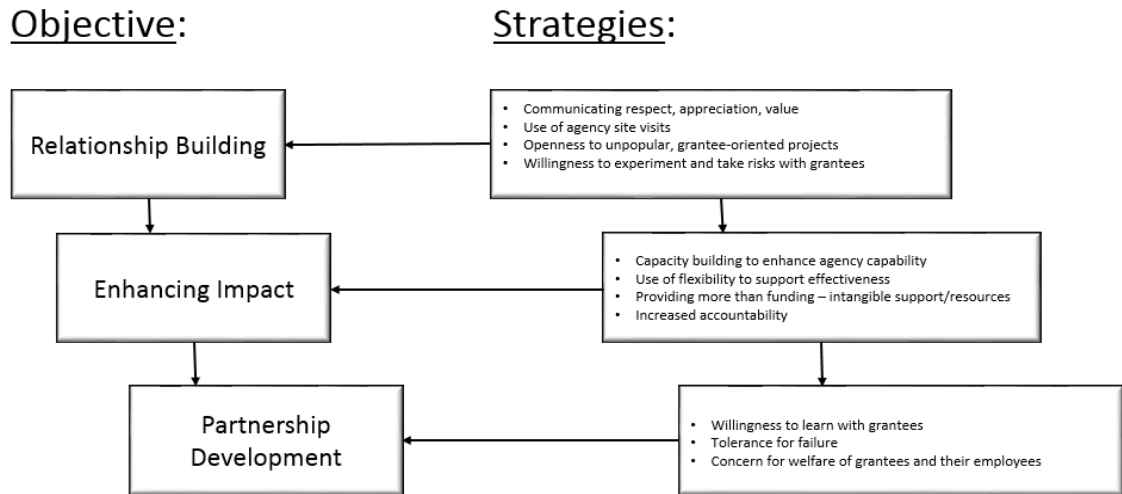 Objective:
Strategies:
Relationship Building
• Communicating respect, appreciation, value
• Use of agency site visits
• Openness to unpopular, grantee-oriented projects
• Willingness to experiment and take risks with grantees
Enhancing Impact
• Capacity building to enhance agency capability
• Use of flexibility to support effectiveness
• Providing more than funding – intangible support/resources
• Increased accountability
Partnership
Development
• Willingness to learn with grantees
• Tolerance for failure
• Concern for welfare of grantees and their employees